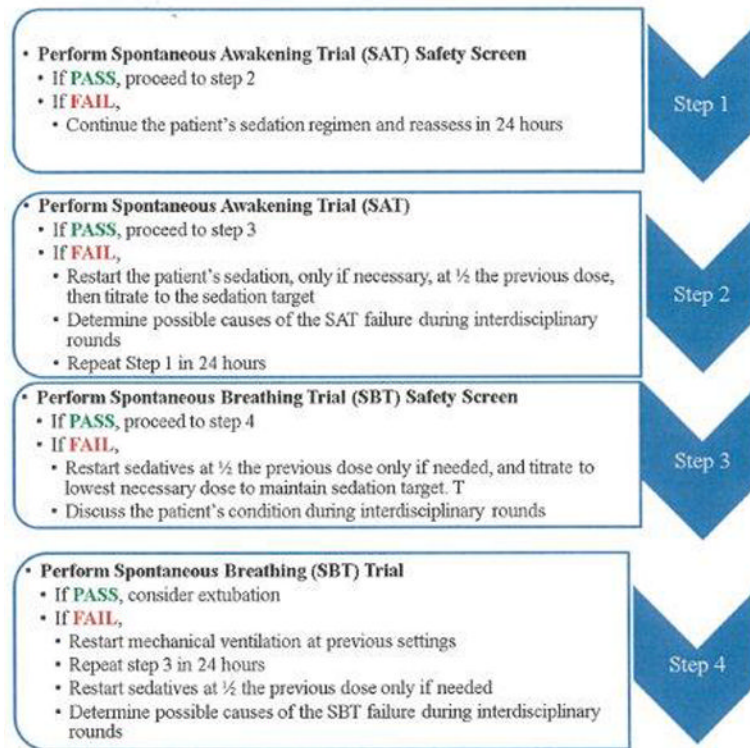 • Perform Spontaneous Awakening Trial (SAT) Safety Screen
• If PASS, proceed to step 2
• If FAIL,
• Continue the patient's sedation regimen and reassess in 24 hours
Step 1
• Perform Spontaneous Awakening Trial (SAT)
• If PASS, proceed to step 3
• If FAIL,
• Restart the patient's sedation, only if necessary, at ½ the previous dose,
then titrate to the sedation target
• Determine possible causes of the SAT failure during interdisciplinary
rounds
• Repeat Step 1 in 24 hours
Step 2
• Perform Spontaneous Breathing Trial (SBT) Safety Screen
• If PASS, proceed to step 4
• If FAIL,
• Restart sedatives at ½ the previous dose only if needed, and titrate to
lowest necessary dose to maintain sedation target. T
• Discuss the patient's condition during interdisciplinary rounds
Step 3
• Perform Spontaneous Breathing (SBT) Trial
• If PASS, consider extubation
• If FAIL,
• Restart mechanical ventilation at previous settings
• Repeat step 3 in 24 hours
• Restart sedatives at ½ the previous dose only if needed
• Determine possible causes of the SBT failure during interdisciplinary
rounds
Step 4